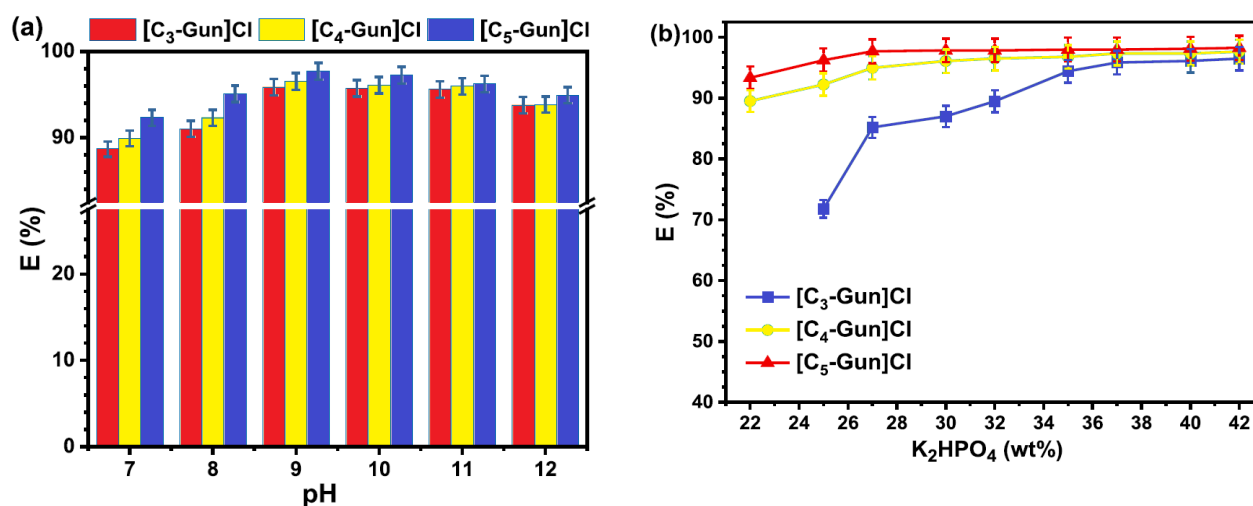 (a) [C₃-Gun]Cl [C₄-Gun]Cl [C₅-Gun]Cl
100
90
20
10
0
E (%)
7 8 9 10 11 12
pH
(b)
100
90
80
70
60
50
40
E (%)
[C₃-Gun]Cl
[C₄-Gun]Cl
[C₅-Gun]Cl
22 24 26 28 30 32 34 36 38 40 42
K₂HPO₄ (wt%)